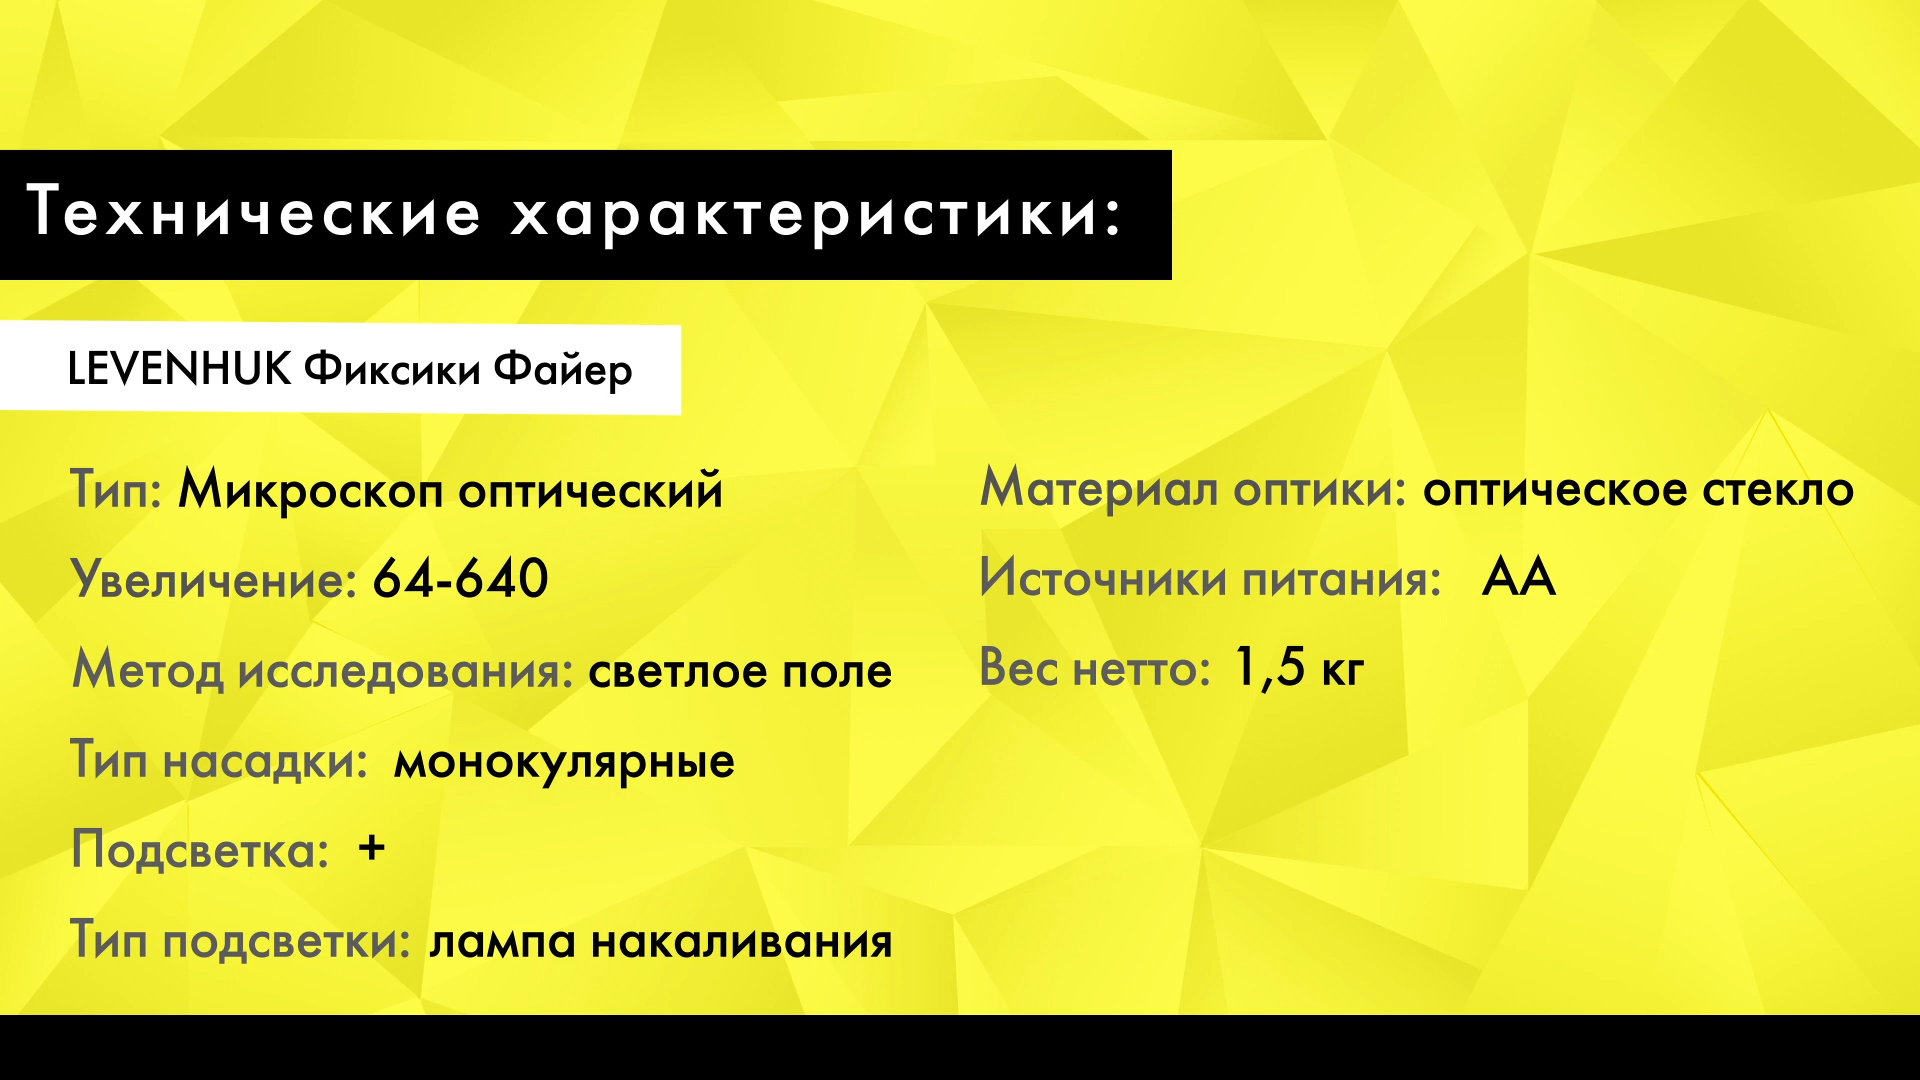 Технические характеристики:
LEVENHUK Фиксики Файер
Тип: Микроскоп оптический
Увеличение: 64-640
Метод исследования: светлое поле
Тип насадки: монокулярные
Подсветка: +
Тип подсветки: лампа накаливания
Материал оптики: оптическое стекло
Источники питания: AA
Вес нетто: 1,5 кг